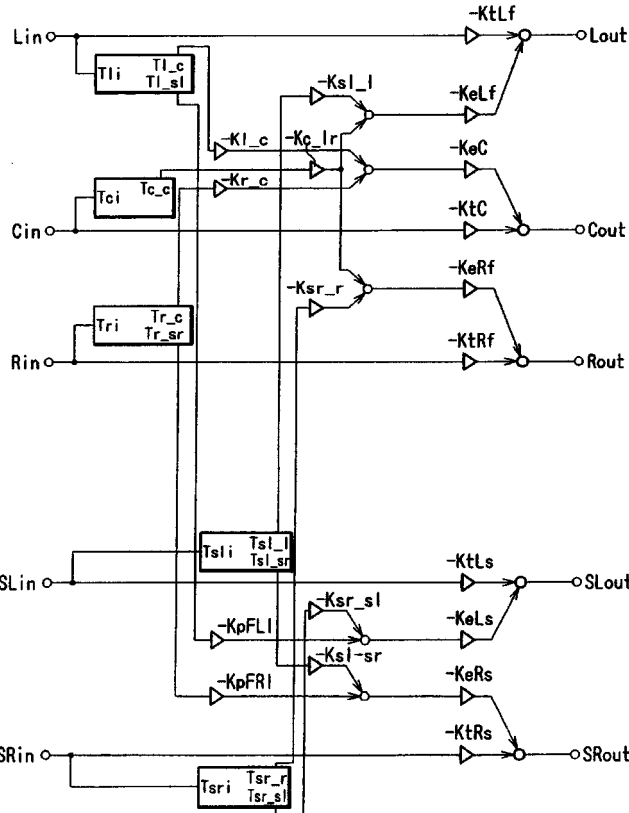 -KtLf
Lin
Lout
Tl_c
Tli
Tl_sl
-Ksl_l
-KeLf
-Kl_c
-Kc_lr
-KeC
Tc_c
-Kr_c
Tci
-KtC
Cin
Cout
-Ksr_r
-KeRf
Tr_c
Tri
Tr_sr
-KtRf
Rin
Rout
Tsl_l
Tsli
Tsl_sr
-KtLs
SLin
SLout
-Ksr_sl
-KpFLl
-KeLs
-Ksl-sr
-KpFRl
-KeRs
-KtRs
SRin
SRout
Tsr_r
Tsri
Tsr_sl